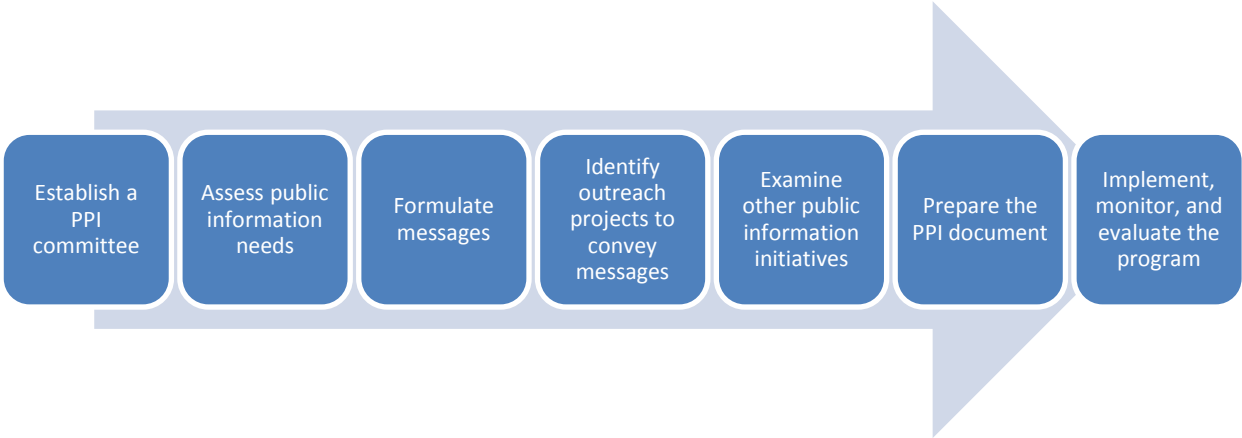 Establish a
PPI
committee
Assess public
information
needs
Formulate
messages
Identify
outreach
projects to
convey
messages
Examine
other public
information
initiatives
Prepare the
PPI document
Implement,
monitor, and
evaluate the
program